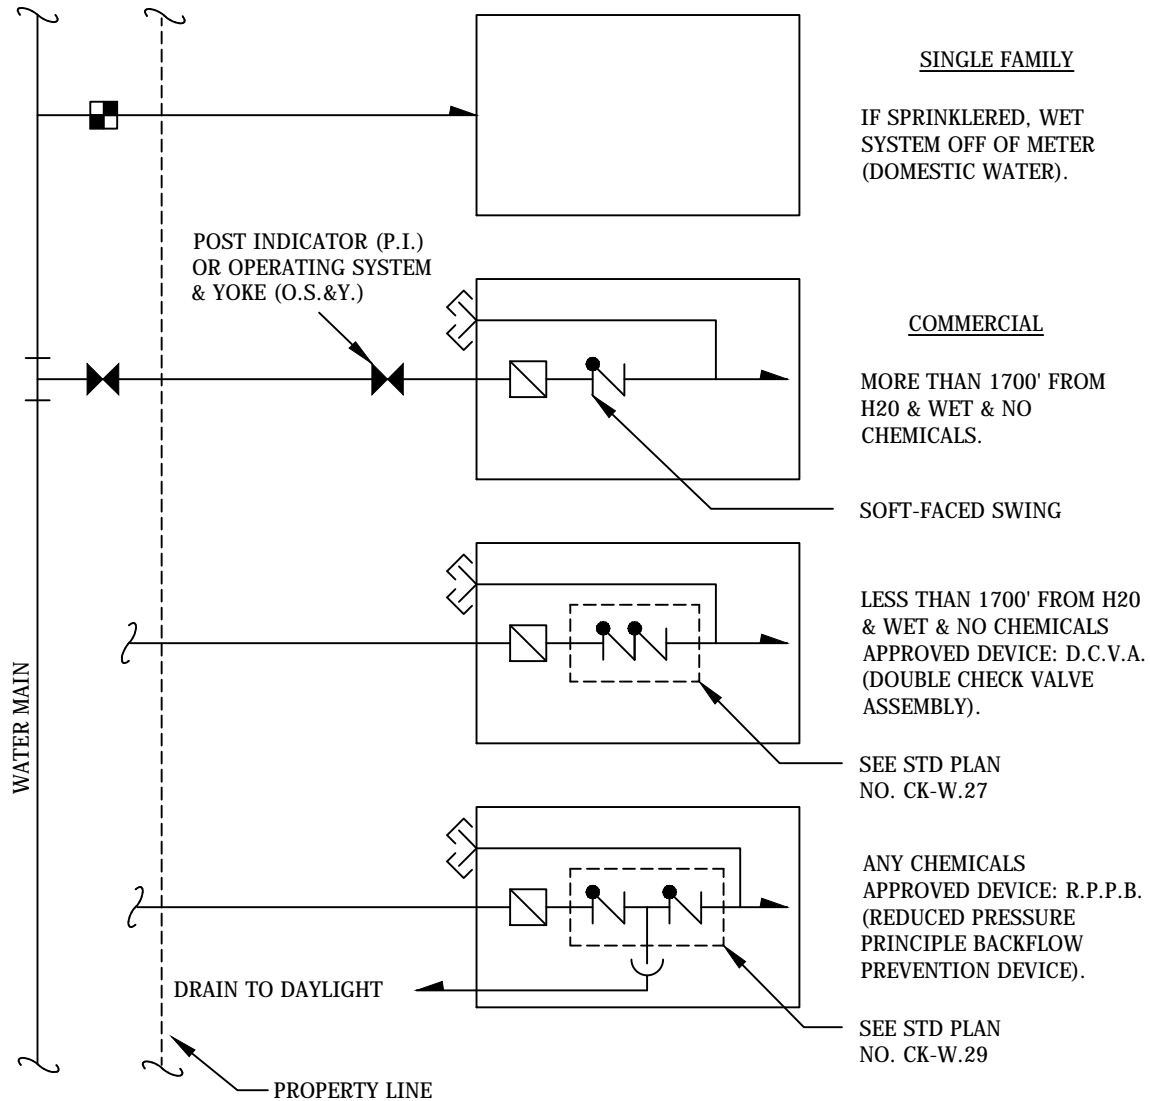 SINGLE FAMILY
IF SPRINKLERED, WET
SYSTEM OFF OF METER
(DOMESTIC WATER).
POST INDICATOR (P.I.)
OR OPERATING SYSTEM
& YOKE (O.S.&Y.)
COMMERCIAL
MORE THAN 1700' FROM
H20 & WET & NO
CHEMICALS.
SOFT-FACED SWING
LESS THAN 1700' FROM H20
& WET & NO CHEMICALS
APPROVED DEVICE: D.C.V.A.
(DOUBLE CHECK VALVE
ASSEMBLY).
WATER MAIN
SEE STD PLAN
NO. CK-W.27
ANY CHEMICALS
APPROVED DEVICE: R.P.P.B.
(REDUCED PRESSURE
PRINCIPLE BACKFLOW
PREVENTION DEVICE).
DRAIN TO DAYLIGHT
SEE STD PLAN
NO. CK-W.29
PROPERTY LINE